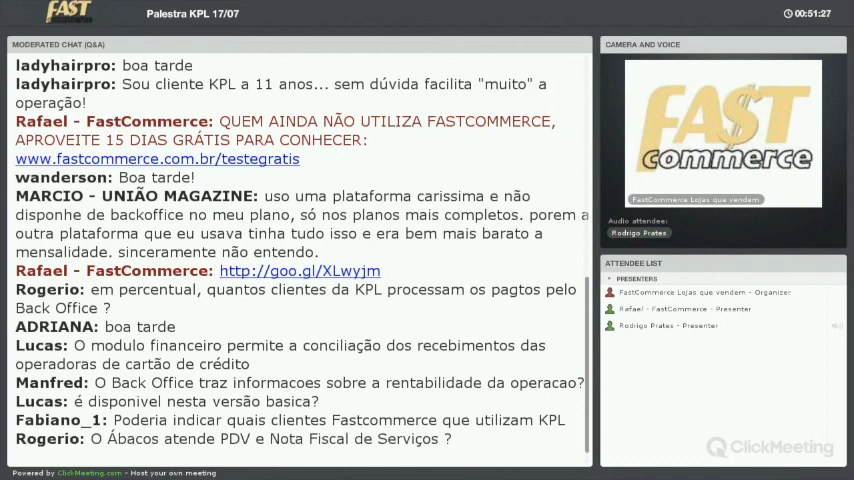 FAST
commerce
Palestra KPL 17/07
00:51:27
MODERATED CHAT (Q&A)
ladyhairpro: boa tarde
ladyhairpro: Sou cliente KPL a 11 anos... sem dúvida facilita "muito" a
operação!
Rafael - FastCommerce: QUEM AINDA NÃO UTILIZA FASTCOMMERCE,
APROVEITE 15 DIAS GRÁTIS PARA CONHECER:
www.fastcommerce.com.br/testegratis
wanderson: Boa tarde!
MARCIO - UNIÃO MAGAZINE: uso uma plataforma carissima e não
disponhe de backoffice no meu plano, só nos planos mais completos. porem a
outra plataforma que eu usava tinha tudo isso e era bem mais barato a
mensalidade. sinceramente não entendo.
Rafael - FastCommerce: http://goo.gl/XLwyjm
Rogerio: em percentual, quantos clientes da KPL processam os pagtos pelo
Back Office ?
ADRIANA: boa tarde
Lucas: O modulo financeiro permite a conciliação dos recebimentos das
operadoras de cartão de crédito
Manfred: O Back Office traz informacoes sobre a rentabilidade da operacao?
Lucas: é disponivel nesta versão basica?
Fabiano_1: Poderia indicar quais clientes Fastcommerce que utilizam KPL
Rogerio: O Ábacos atende PDV e Nota Fiscal de Serviços ?
Powered by ClickMeeting.com - Host your own meeting
CAMERA AND VOICE
FA$T
commerce
FastCommerce Lojas que vendem
Audio attendee:
Rodrigo Prates
ATTENDEE LIST
PRESENTERS
FastCommerce Lojas que vendem - Organizer
Rafael - FastCommerce - Presenter
Rodrigo Prates - Presenter
ClickMeeting